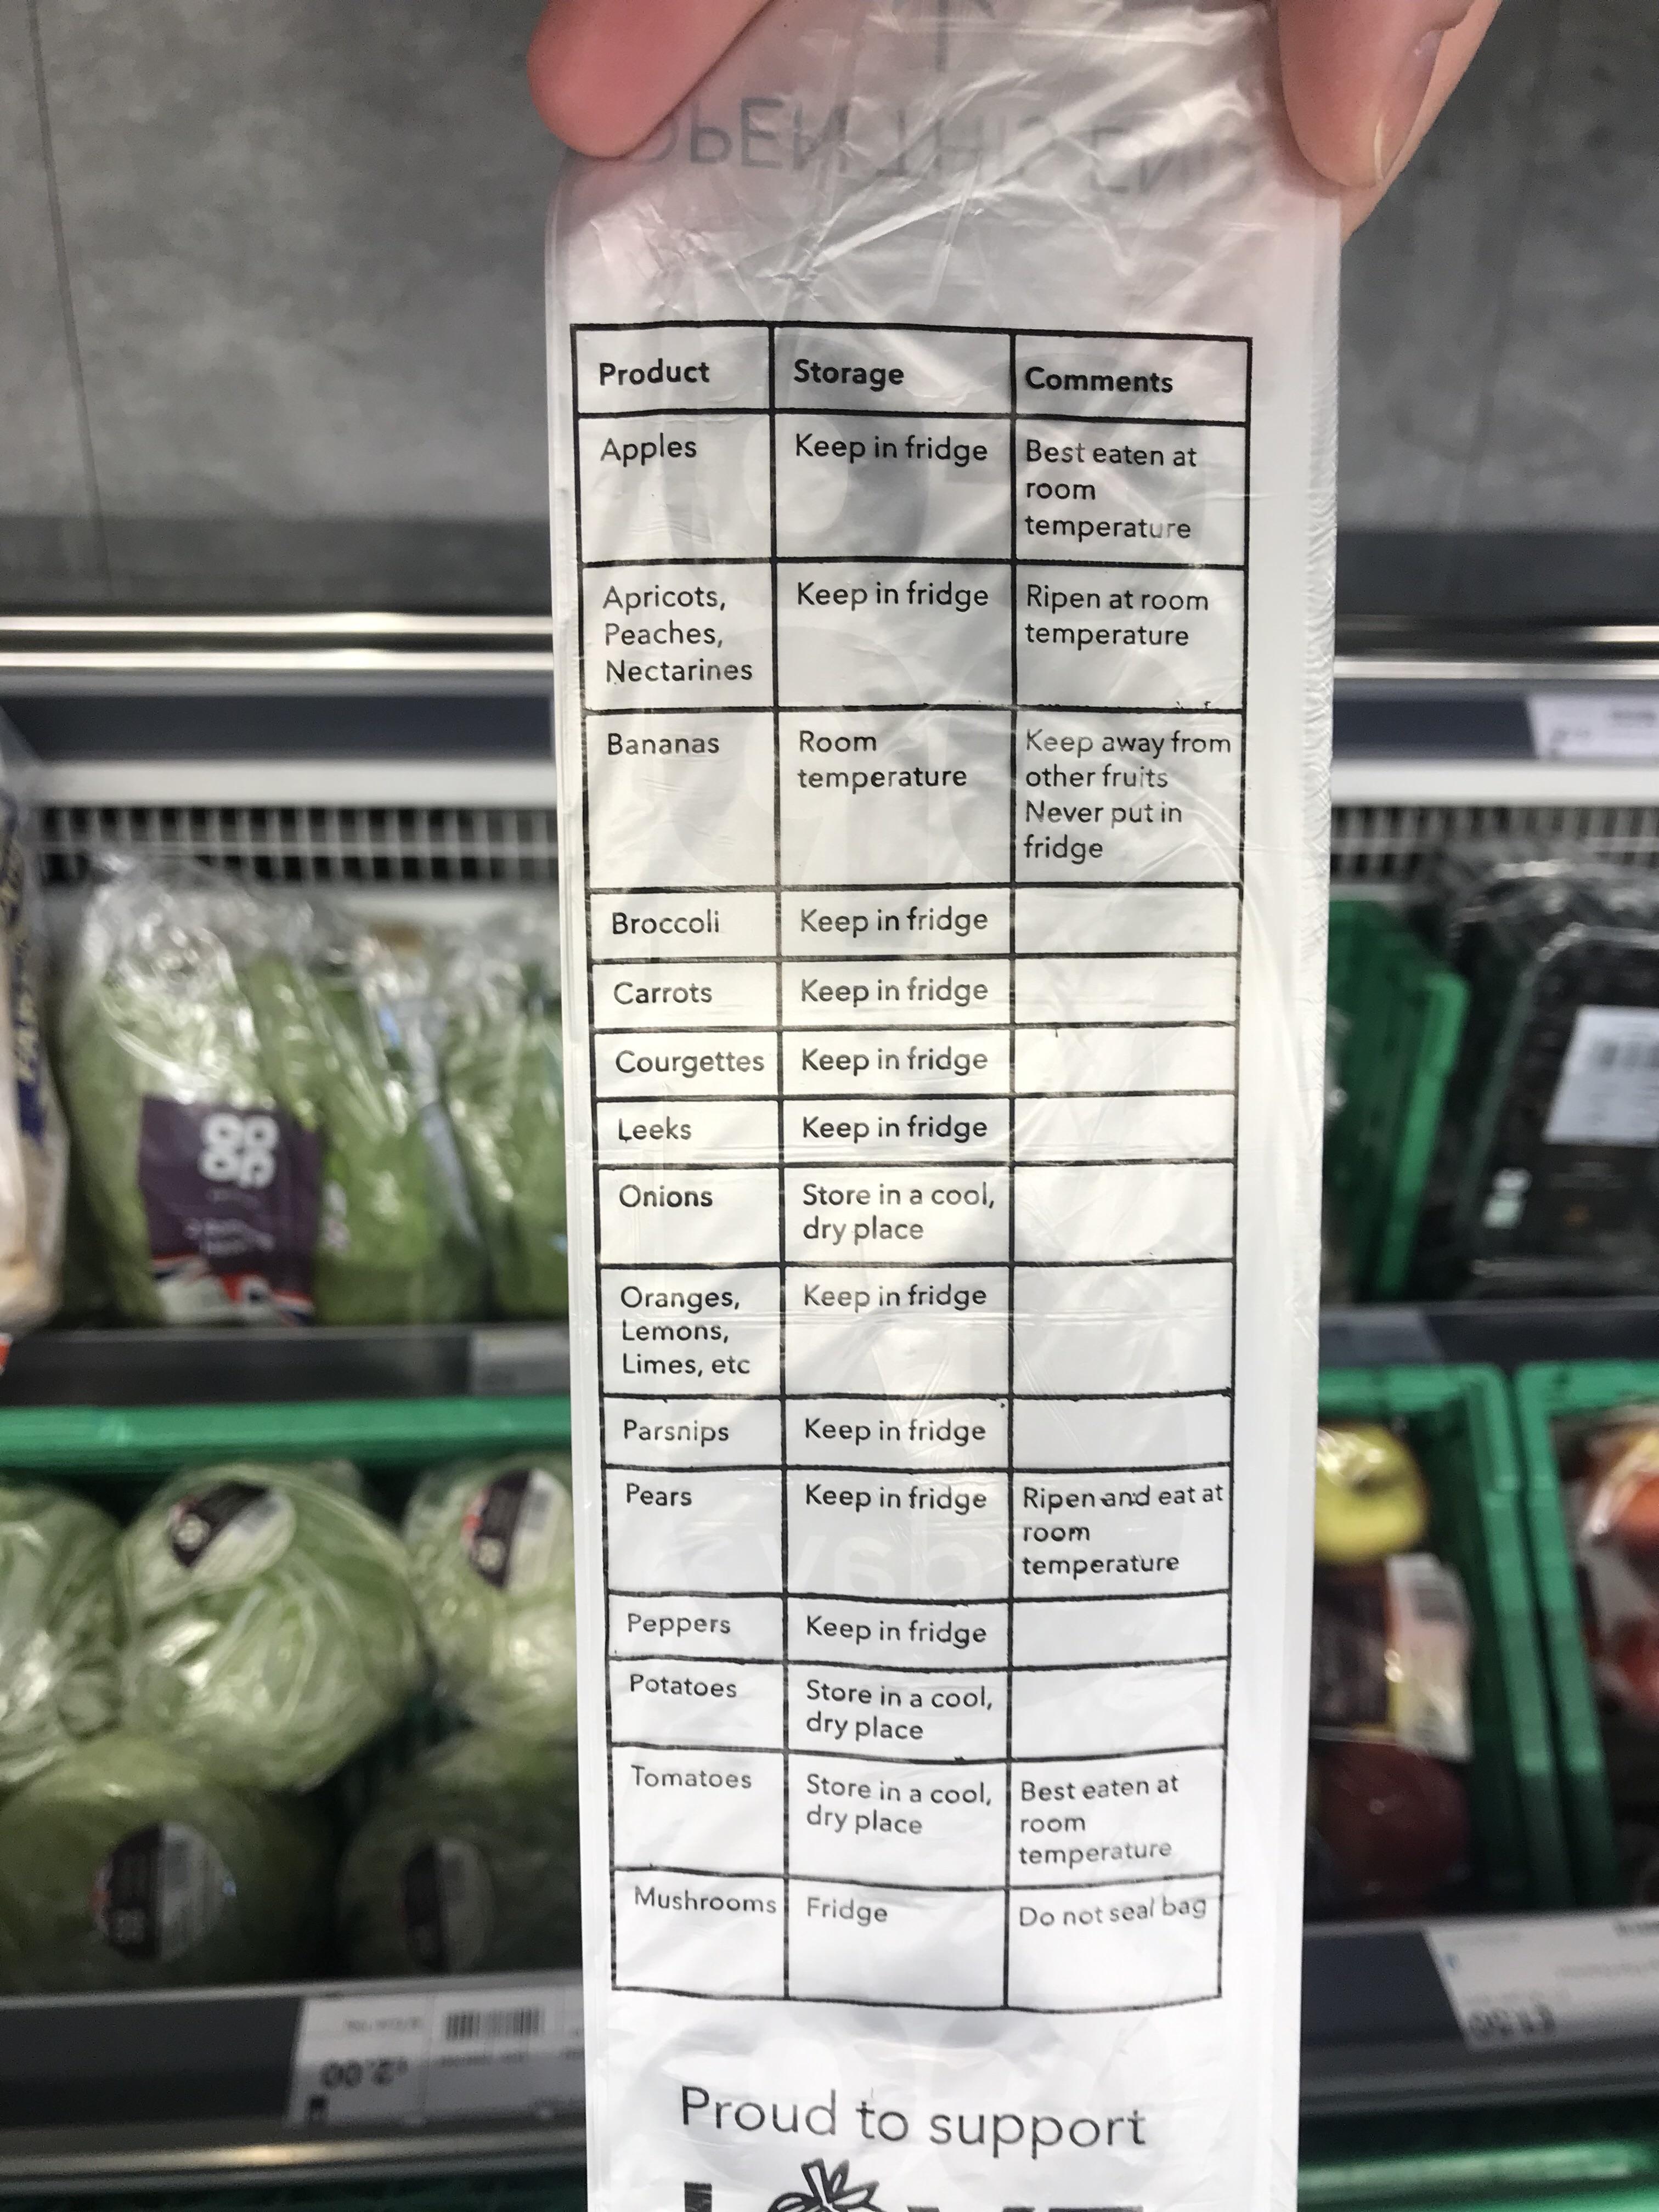 OPEN THIS END
Product Storage Comments
Apples Keep in fridge Best eaten at
room
temperature
Apricots, Keep in fridge Ripen at room
Peaches, temperature
Nectarines
Bananas Room Keep away from
temperature other fruits
Never put in
fridge
Broccoli Keep in fridge
Carrots Keep in fridge
Courgettes Keep in fridge
Leeks Keep in fridge
Onions Store in a cool,
dry place
Oranges, Keep in fridge
Lemons,
Limes, etc
Parsnips Keep in fridge
Pears Keep in fridge Ripen and eat at
room
temperature
Peppers Keep in fridge
Potatoes Store in a cool,
dry place
Tomatoes Store in a cool, Best eaten at
dry place room
temperature
Mushrooms Fridge Do not seal bag
Proud to support
co
op